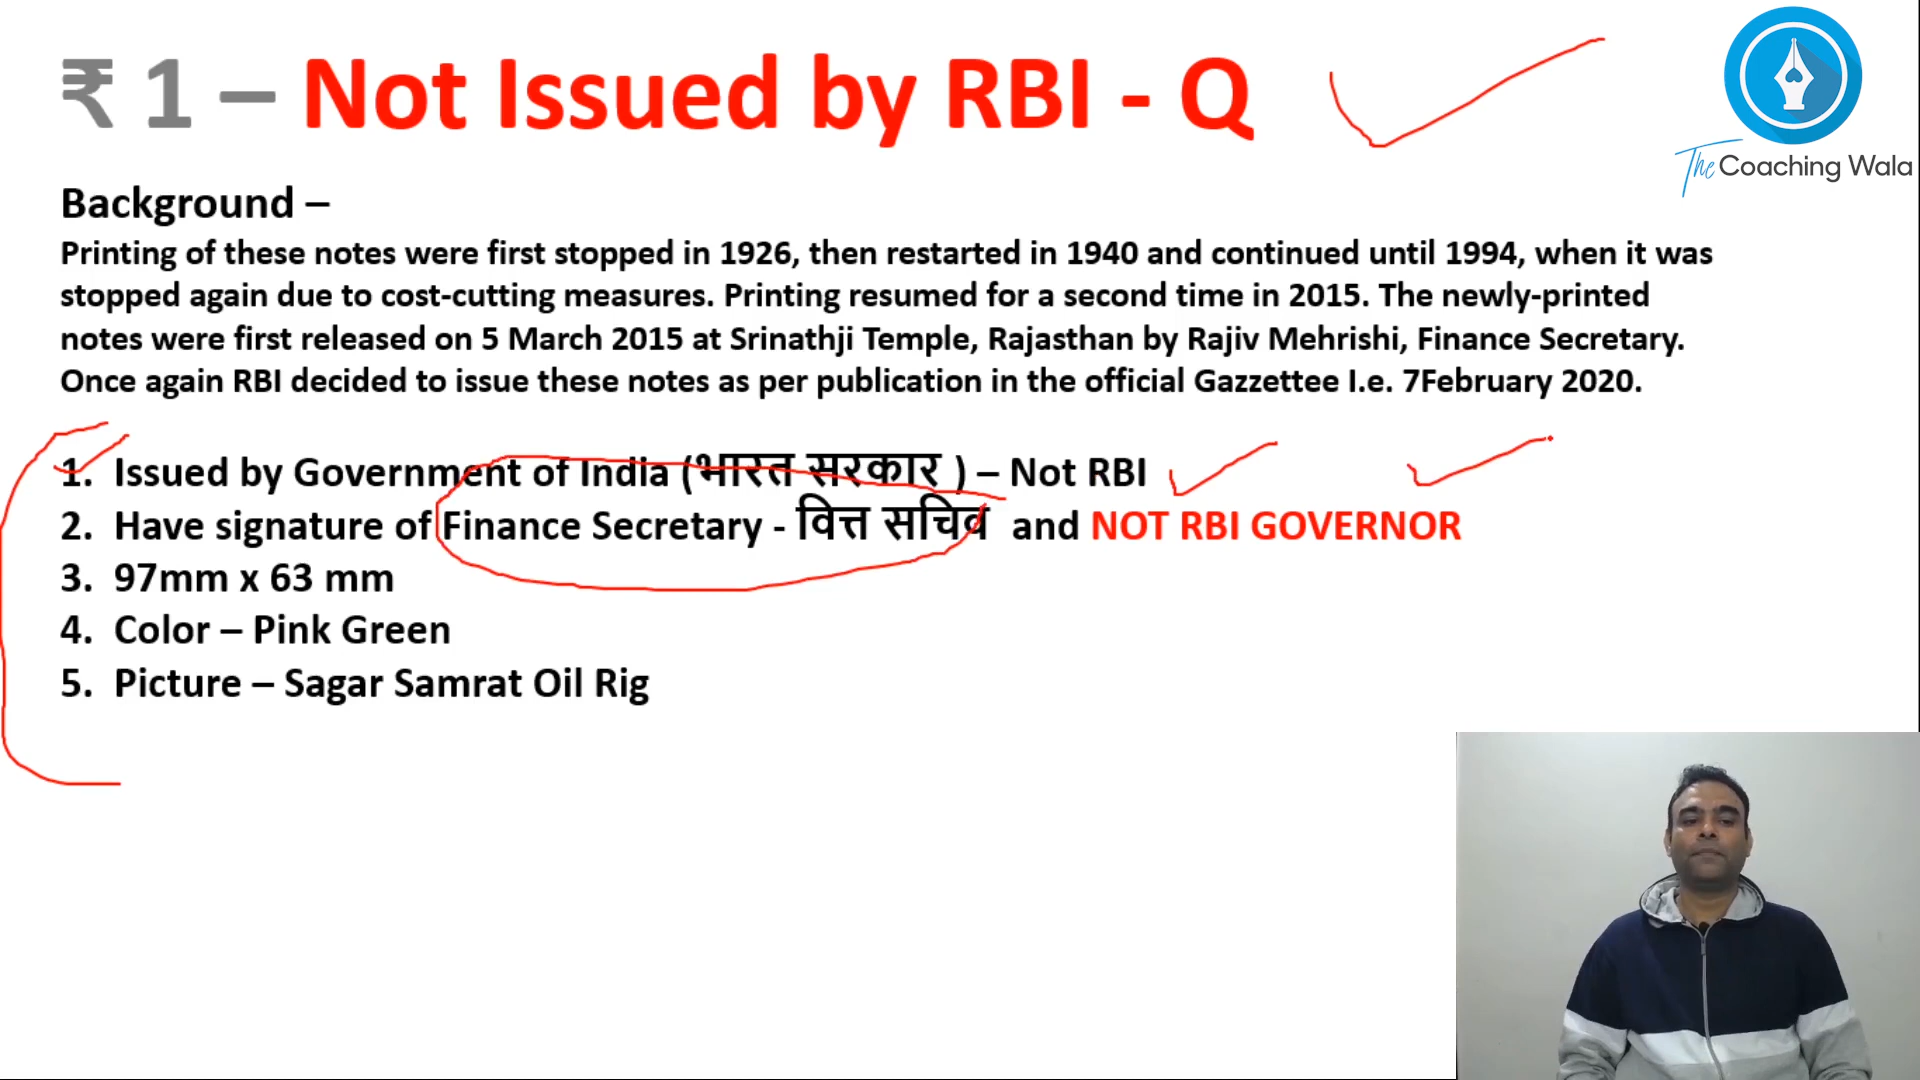 ₹ 1 – Not Issued by RBI - Q
The Coaching Wala
Background –
Printing of these notes were first stopped in 1926, then restarted in 1940 and continued until 1994, when it was
stopped again due to cost-cutting measures. Printing resumed for a second time in 2015. The newly-printed
notes were first released on 5 March 2015 at Srinathji Temple, Rajasthan by Rajiv Mehrishi, Finance Secretary.
Once again RBI decided to issue these notes as per publication in the official Gazzettee I.e. 7February 2020.
1. Issued by Government of India (भारत सरकार ) – Not RBI
2. Have signature of Finance Secretary - वित्त सचिव and NOT RBI GOVERNOR
3. 97mm x 63 mm
4. Color – Pink Green
5. Picture – Sagar Samrat Oil Rig